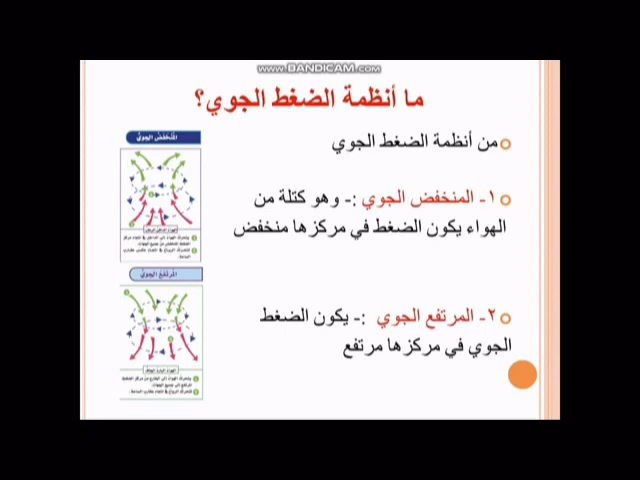 WWW.BANDICAM.COM
ما أنظمة الضغط الجوي؟
من أنظمة الضغط الجوي
١- المنخفض الجوي :- وهو كتلة من
الهواء يكون الضغط في مركزها منخفض
٢- المرتفع الجوي :- يكون الضغط
الجوي في مركزها مرتفع
المنخفض الجوي
المرتفع الجوي